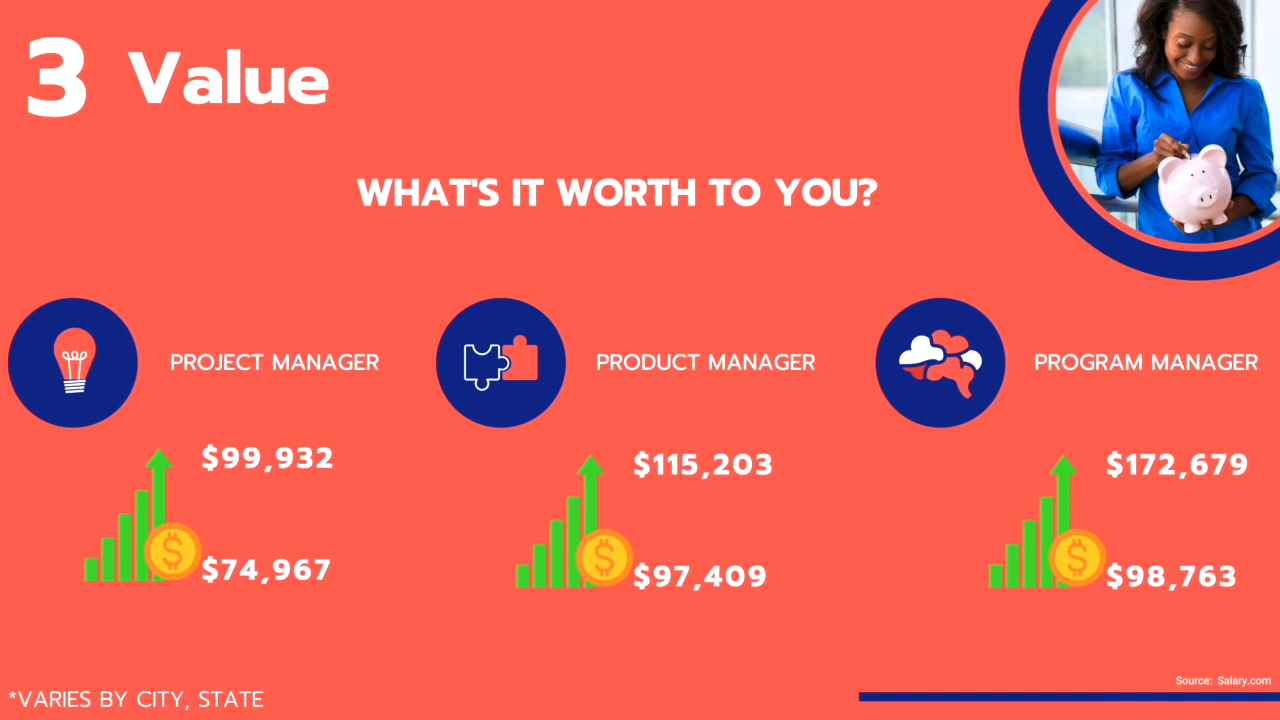 3 Value
WHAT'S IT WORTH TO YOU?
PROJECT MANAGER
$99,932
$74,967
PRODUCT MANAGER
$115,203
$97,409
PROGRAM MANAGER
$172,679
$98,763
*VARIES BY CITY, STATE
Source: Salary.com